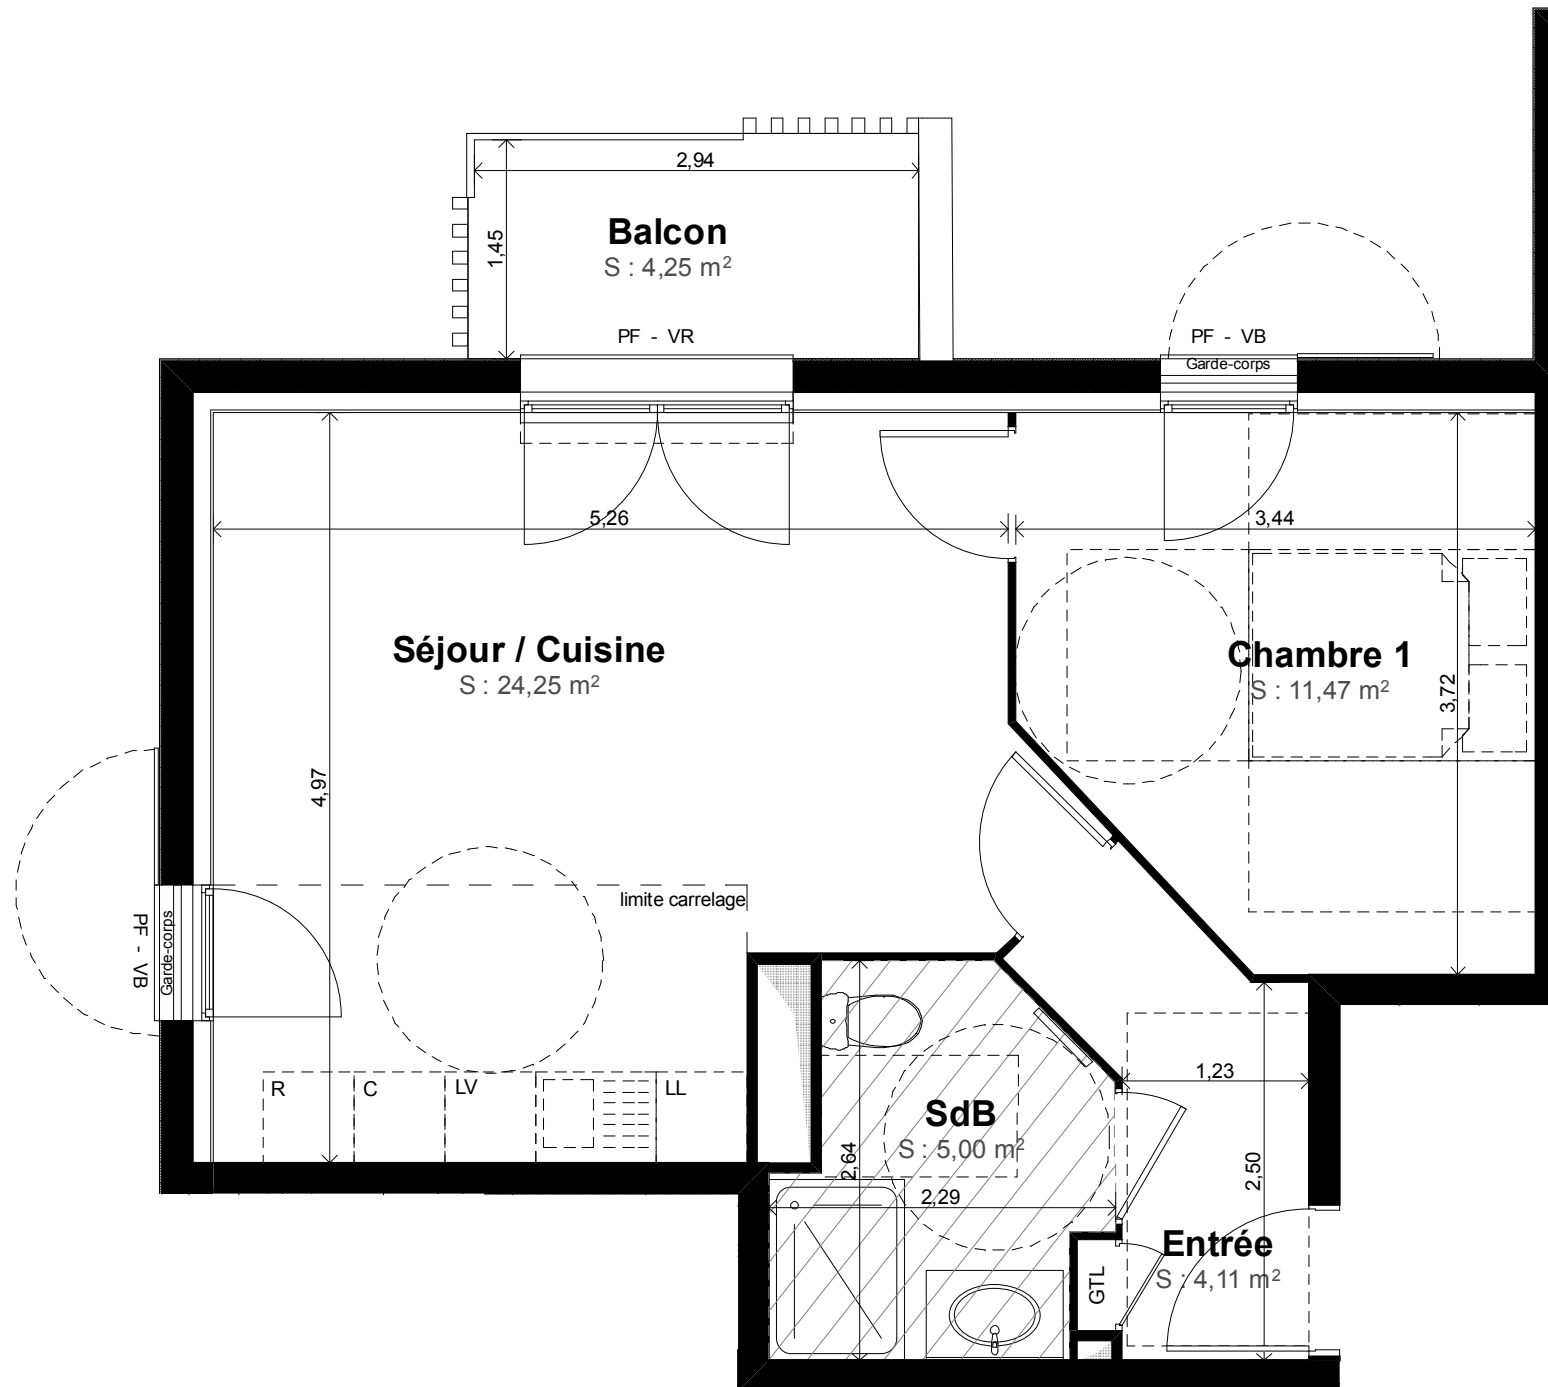 2,94
1,45
Balcon
S : 4,25 m²
PF - VR
PF - VB
Garde-corps
5,26
3,44
Séjour / Cuisine
S : 24,25 m²
Chambre 1
S : 11,47 m²
3,72
4,97
limite carrelage
PF - VB
Garde-corps
R
C
LV
LL
1,23
SdB
S : 5,00 m²
2,64
2,50
2,29
Entrée
S : 4,11 m²
GTL